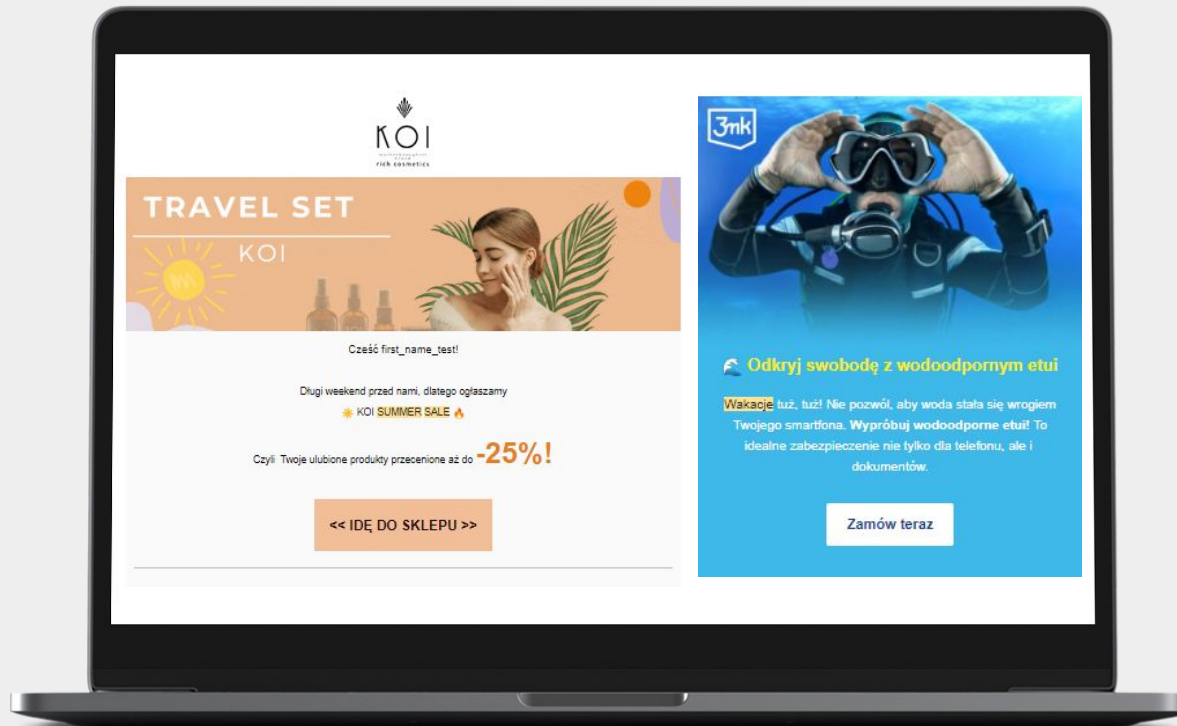 KOI
rich cosmetics
TRAVEL SET
KOI
Cześć first_name_test!
Długi weekend przed nami, dlatego ogłaszamy
☀️ KOI SUMMER SALE 🔥
Czyli Twoje ulubione produkty przecenione aż do -25%!
<< IDĘ DO SKLEPU >>
3mk
🌊 Odkryj swobodę z wodoodpornym etui
Wakacje tuż, tuż! Nie pozwól, aby woda stała się wrogiem
Twojego smartfona. Wypróbuj wodoodporne etui! To
idealne zabezpieczenie nie tylko dla telefonu, ale i
dokumentów.
Zamów teraz